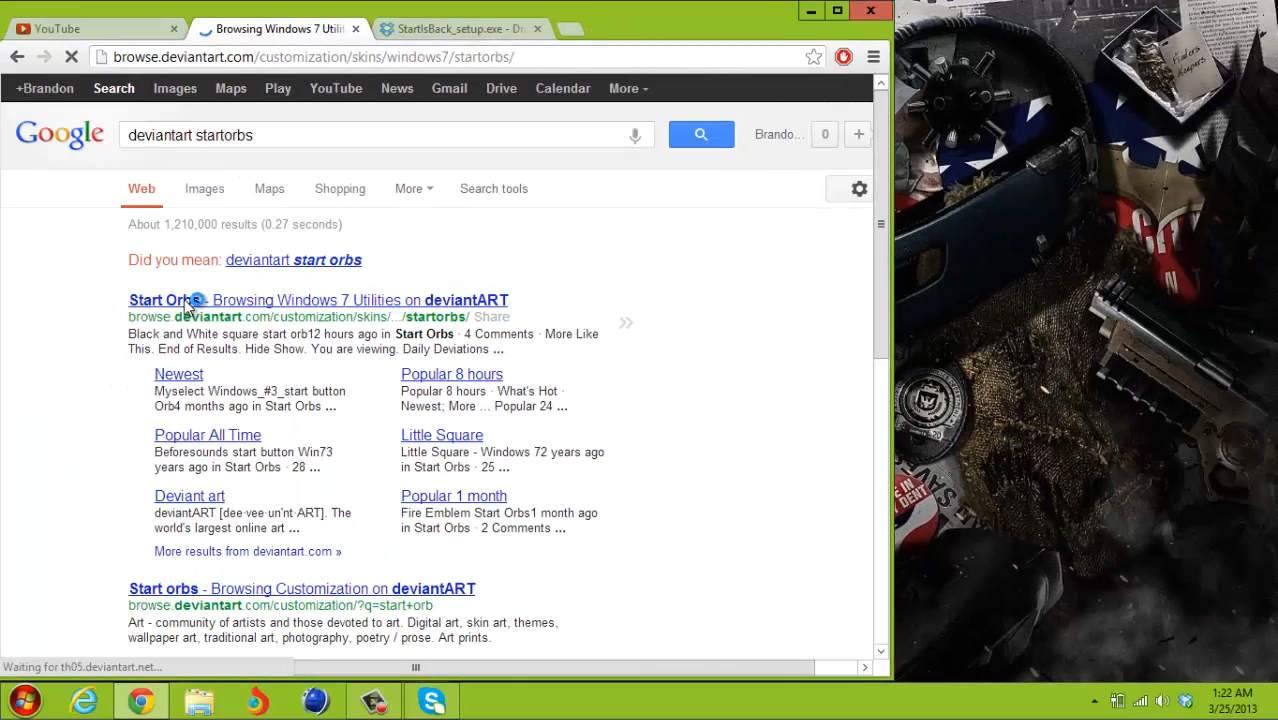 YouTube
Browsing Windows 7 Utilit
StartIsBack_setup.exe - Dr
browse.deviantart.com/customization/skins/windows7/startorbs/
+Brandon Search Images Maps Play YouTube News Gmail Drive Calendar More
Google
deviantart startorbs
Brando... 0 +
Web Images Maps Shopping More Search tools
About 1,210,000 results (0.27 seconds)
Did you mean: deviantart start orbs
Start Orbs - Browsing Windows 7 Utilities on deviantART
browse.deviantart.com/customization/skins/.../startorbs/ Share
Black and White square start orb12 hours ago in Start Orbs · 4 Comments · More Like
This. End of Results. Hide Show. You are viewing. Daily Deviations ...
Newest
Myselect Windows_#3_start button
Orb4 months ago in Start Orbs ...
Popular 8 hours
Popular 8 hours · What's Hot ·
Newest; More ... Popular 24 ...
Popular All Time
Beforesounds start button Win73
years ago in Start Orbs · 28 ...
Little Square
Little Square - Windows 72 years
ago in Start Orbs · 25 ...
Deviant art
deviantART [dee·vee·un'nt·ART]. The
world's largest online art ...
Popular 1 month
Fire Emblem Start Orbs1 month ago
in Start Orbs · 2 Comments ...
More results from deviantart.com »
Start orbs - Browsing Customization on deviantART
browse.deviantart.com/customization/?q=start+orb
Art - community of artists and those devoted to art. Digital art, skin art, themes,
wallpaper art, traditional art, photography, poetry / prose. Art prints.
Waiting for th05.deviantart.net...
Finders
Keepers
1:22 AM
3/25/2013